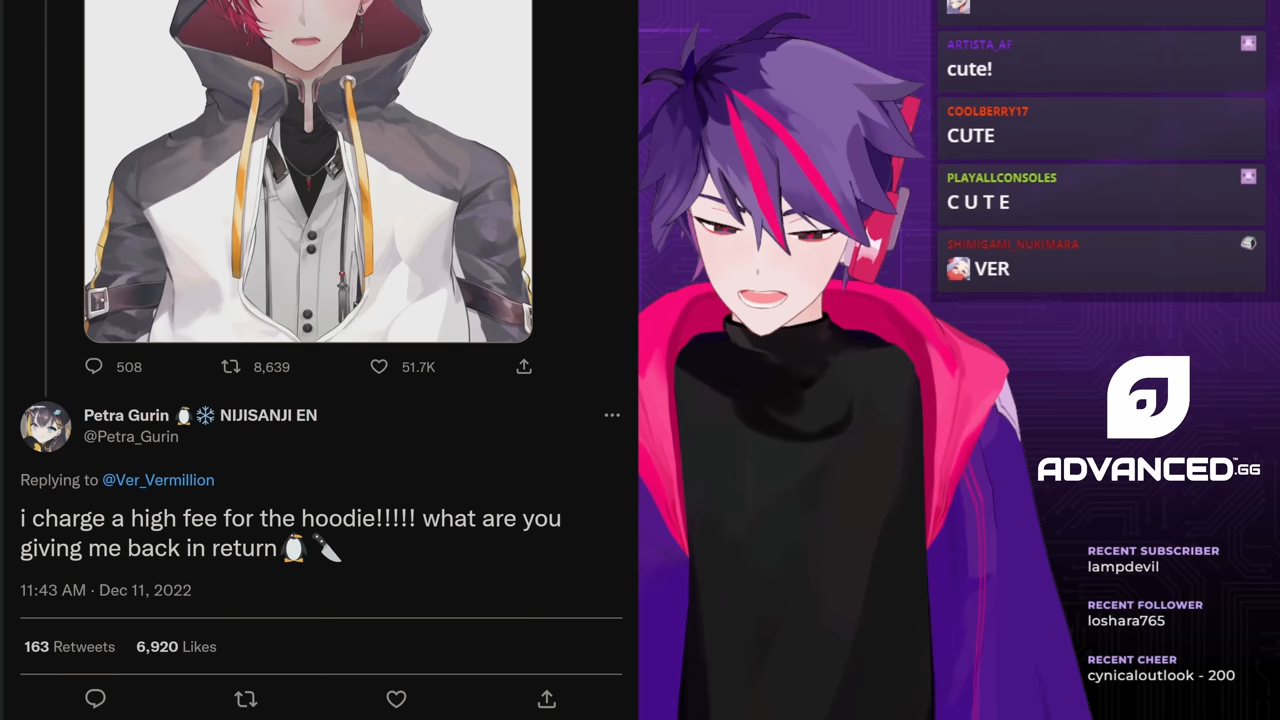 508
8,639
51.7K
Petra Gurin 🐧❄️ NIJISANJI EN
@Petra_Gurin
Replying to @Ver_Vermillion
i charge a high fee for the hoodie!!!!! what are you
giving me back in return🐧🔪
11:43 AM · Dec 11, 2022
163 Retweets 6,920 Likes
ARTISTA_AF
cute!
COOLBERRY17
CUTE
PLAYALLCONSOLES
C U T E
SHIMIGAMI_NUKIMARA
VER
ADVANCED™.GG
RECENT SUBSCRIBER
lampdevil
RECENT FOLLOWER
loshara765
RECENT CHEER
cynicaloutlook - 200